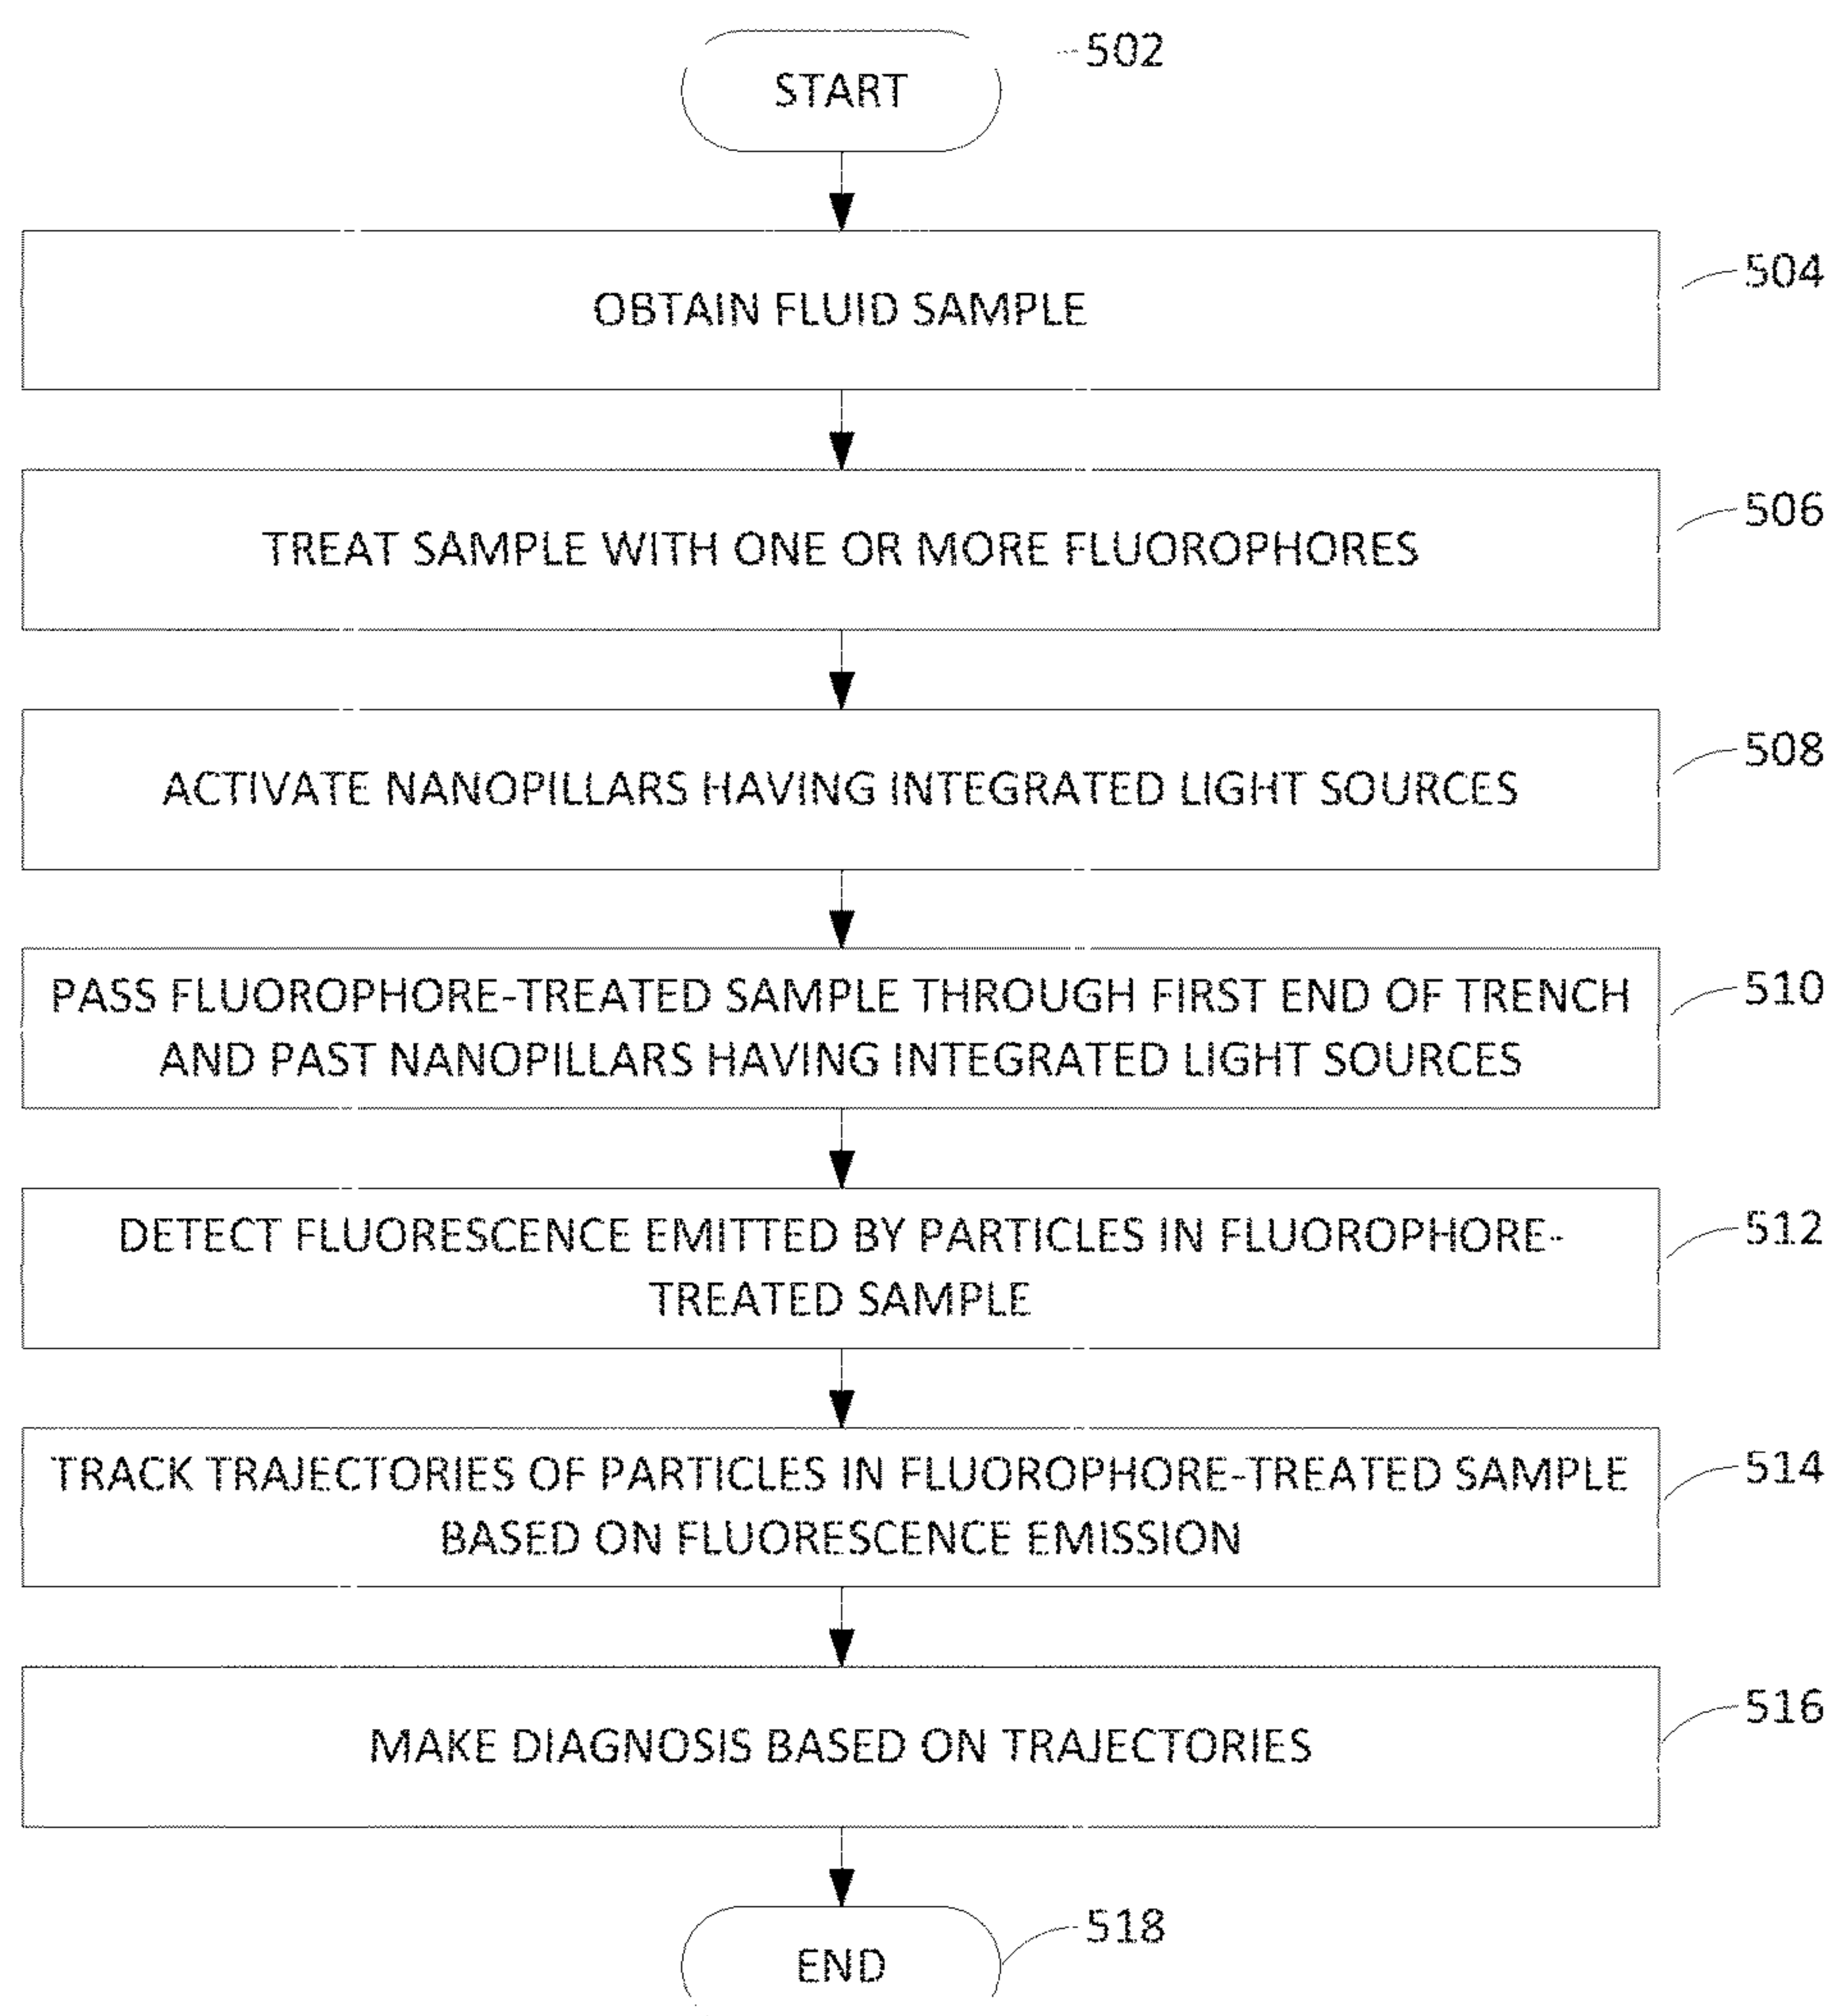 START
502
OBTAIN FLUID SAMPLE
504
TREAT SAMPLE WITH ONE OR MORE FLUOROPHORES
506
ACTIVATE NANOPILLARS HAVING INTEGRATED LIGHT SOURCES
508
PASS FLUOROPHORE-TREATED SAMPLE THROUGH FIRST END OF TRENCH
AND PAST NANOPILLARS HAVING INTEGRATED LIGHT SOURCES
510
DETECT FLUORESCENCE EMITTED BY PARTICLES IN FLUOROPHORE-
TREATED SAMPLE
512
TRACK TRAJECTORIES OF PARTICLES IN FLUOROPHORE-TREATED SAMPLE
BASED ON FLUORESCENCE EMISSION
514
MAKE DIAGNOSIS BASED ON TRAJECTORIES
516
END
518